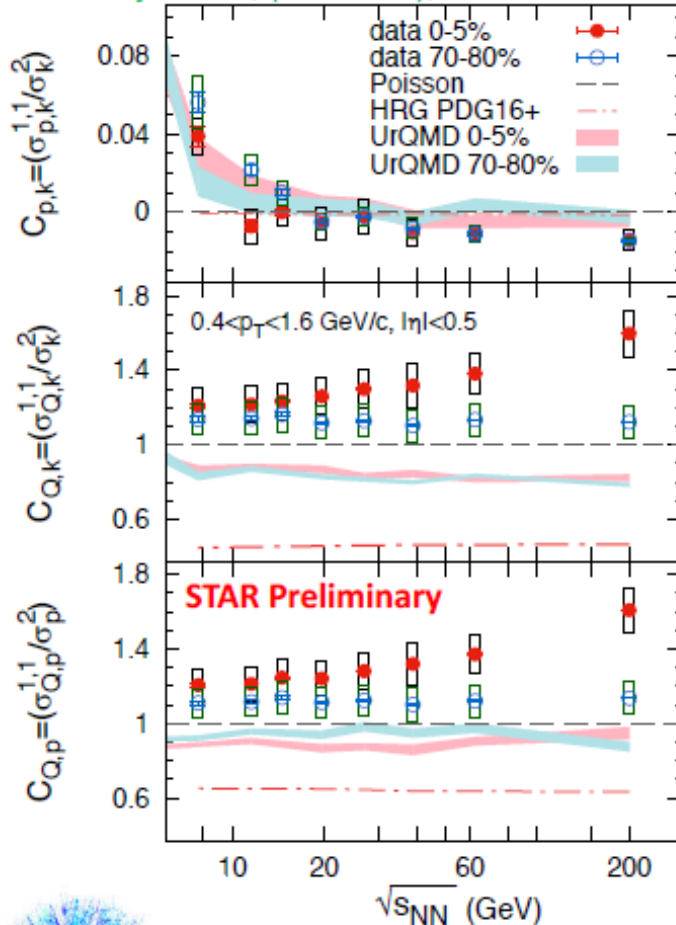 data 0-5%
data 70-80%
Poisson
HRG PDG16+
UrQMD 0-5%
UrQMD 70-80%
0.08
0.04
0
C_{p,k}=(σ^{1,1}_{p,k}/σ^2_k)
1.8
0.4<p_T<1.6 GeV/c, |η|<0.5
1.4
1
0.6
C_{Q,k}=(σ^{1,1}_{Q,k}/σ^2_k)
1.8
STAR Preliminary
1.4
1
0.6
C_{Q,p}=(σ^{1,1}_{Q,p}/σ^2_p)
10 20 60 200
√s_{NN} (GeV)